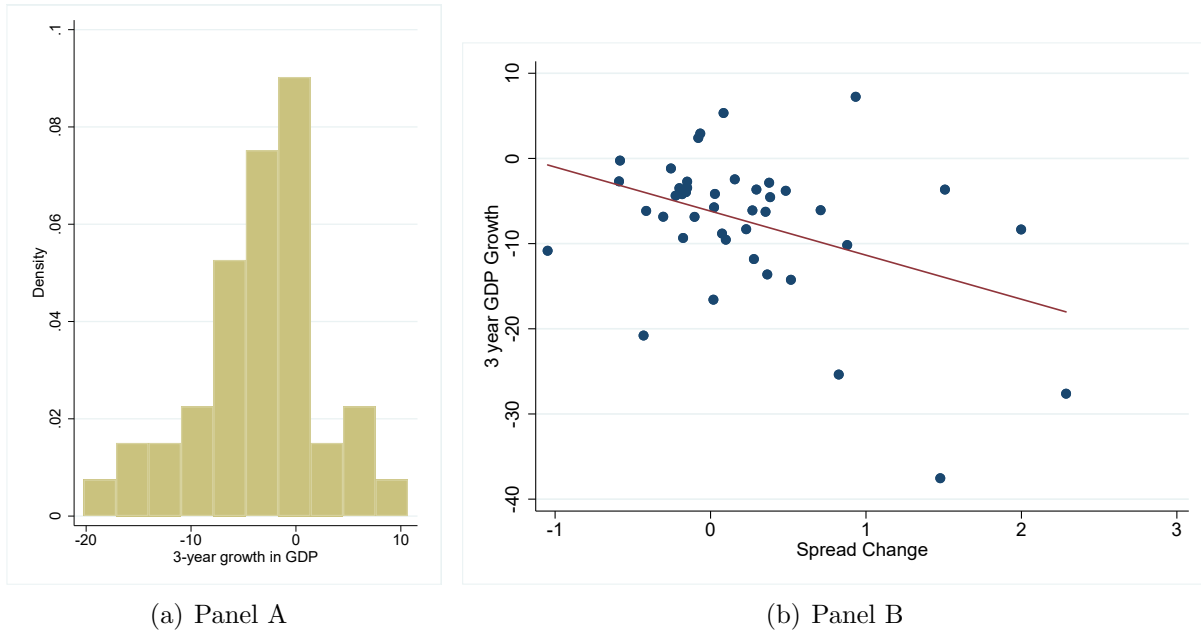 .1
.08
.06
.04
.02
0
Density
-20 -10 0 10
3-year growth in GDP
(a) Panel A
10
0
-10
-20
-30
-40
3 year GDP Growth
-1 0 1 2 3
Spread Change
(b) Panel B